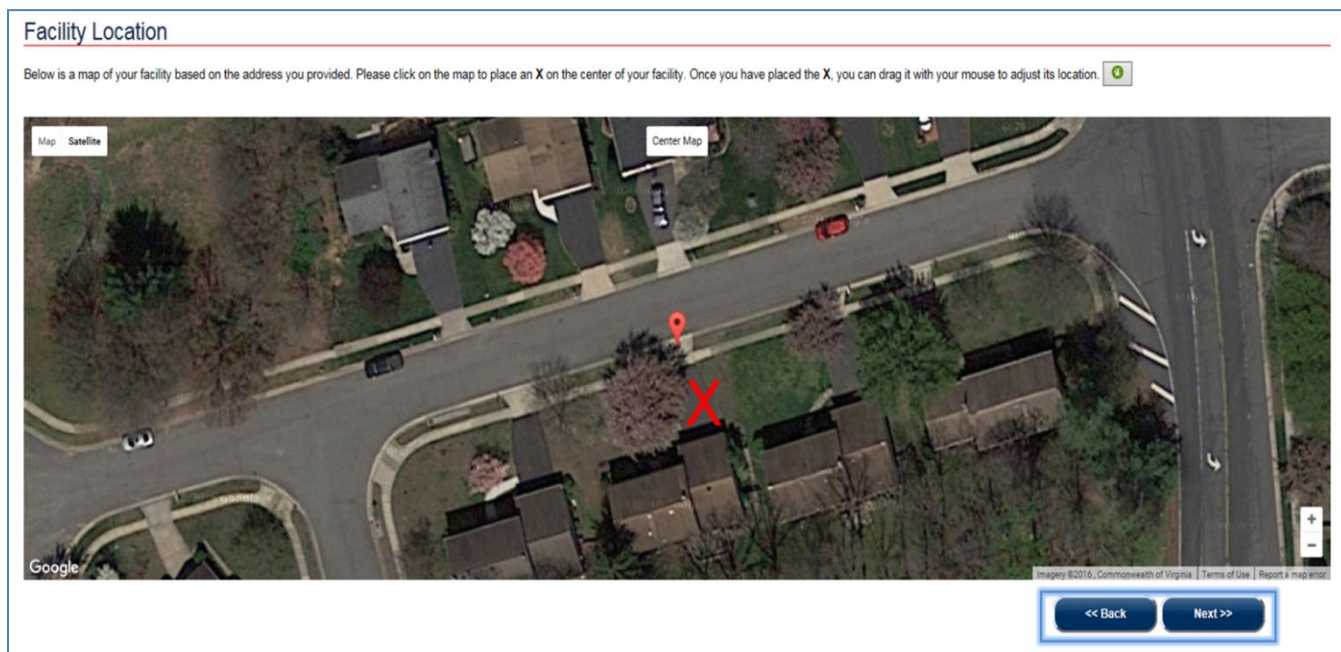 Facility Location
Below is a map of your facility based on the address you provided. Please click on the map to place an X on the center of your facility. Once you have placed the X, you can drag it with your mouse to adjust its location.
Map Satellite
Center Map
X
Google
+
−
Imagery ©2016 , Commonwealth of Virginia Terms of Use Report a map error
<< Back Next >>